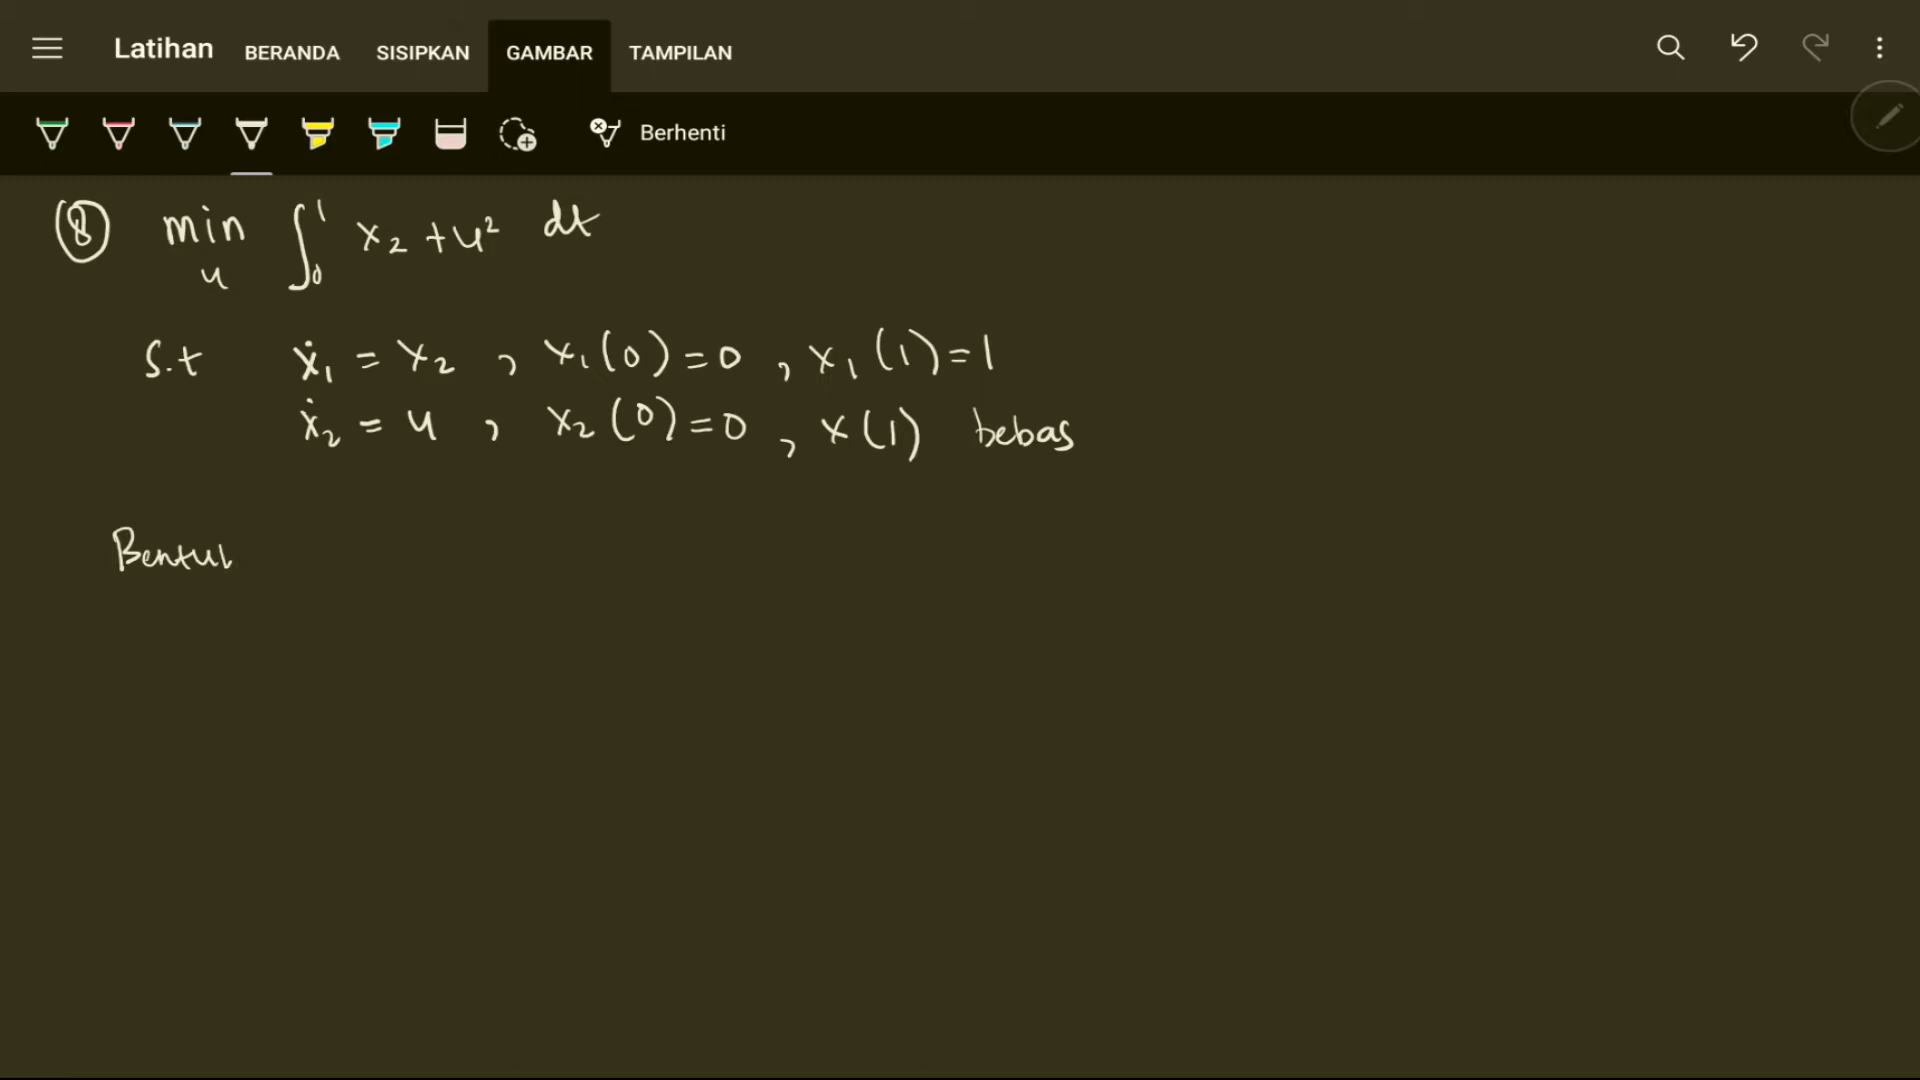 Latihan BERANDA SISIPKAN GAMBAR TAMPILAN
Berhenti
⑧ min ∫₀¹ x₂ + u² dt
u
s.t ẋ₁ = x₂ , x₁(0) = 0 , x₁(1) = 1
ẋ₂ = u , x₂(0) = 0 , x(1) bebas
Bentuk